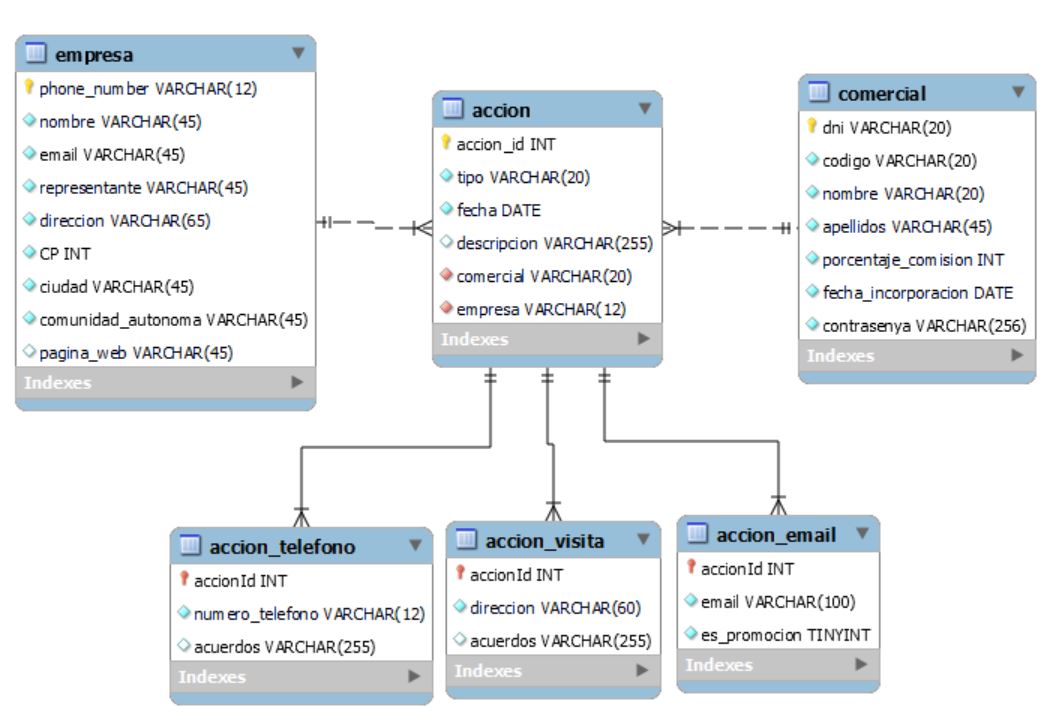 empresa
phone_number VARCHAR(12)
nombre VARCHAR(45)
email VARCHAR(45)
representante VARCHAR(45)
direccion VARCHAR(65)
CP INT
ciudad VARCHAR(45)
comunidad_autonoma VARCHAR(45)
pagina_web VARCHAR(45)
Indexes
accion
accion_id INT
tipo VARCHAR(20)
fecha DATE
descripcion VARCHAR(255)
comercial VARCHAR(20)
empresa VARCHAR(12)
Indexes
comercial
dni VARCHAR(20)
codigo VARCHAR(20)
nombre VARCHAR(20)
apellidos VARCHAR(45)
porcentaje_comision INT
fecha_incorporacion DATE
contrasenya VARCHAR(256)
Indexes
accion_telefono
accionId INT
numero_telefono VARCHAR(12)
acuerdos VARCHAR(255)
Indexes
accion_visita
accionId INT
direccion VARCHAR(60)
acuerdos VARCHAR(255)
Indexes
accion_email
accionId INT
email VARCHAR(100)
es_promocion TINYINT
Indexes